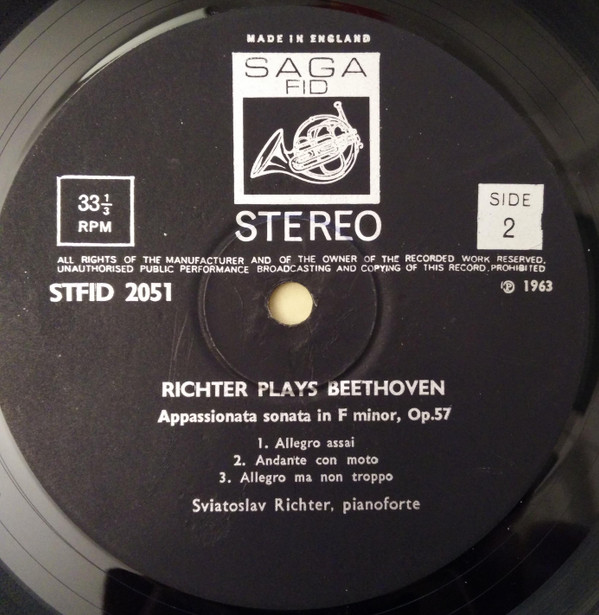 MADE IN ENGLAND
SAGA
FID
33⅓
RPM
STEREO
SIDE
2
ALL RIGHTS OF THE MANUFACTURER AND OF THE OWNER OF THE RECORDED WORK RESERVED.
UNAUTHORISED PUBLIC PERFORMANCE BROADCASTING AND COPYING OF THIS RECORD PROHIBITED
STFID 2051
℗ 1963
RICHTER PLAYS BEETHOVEN
Appassionata sonata in F minor, Op.57
1. Allegro assai
2. Andante con moto
3. Allegro ma non troppo
Sviatoslav Richter, pianoforte